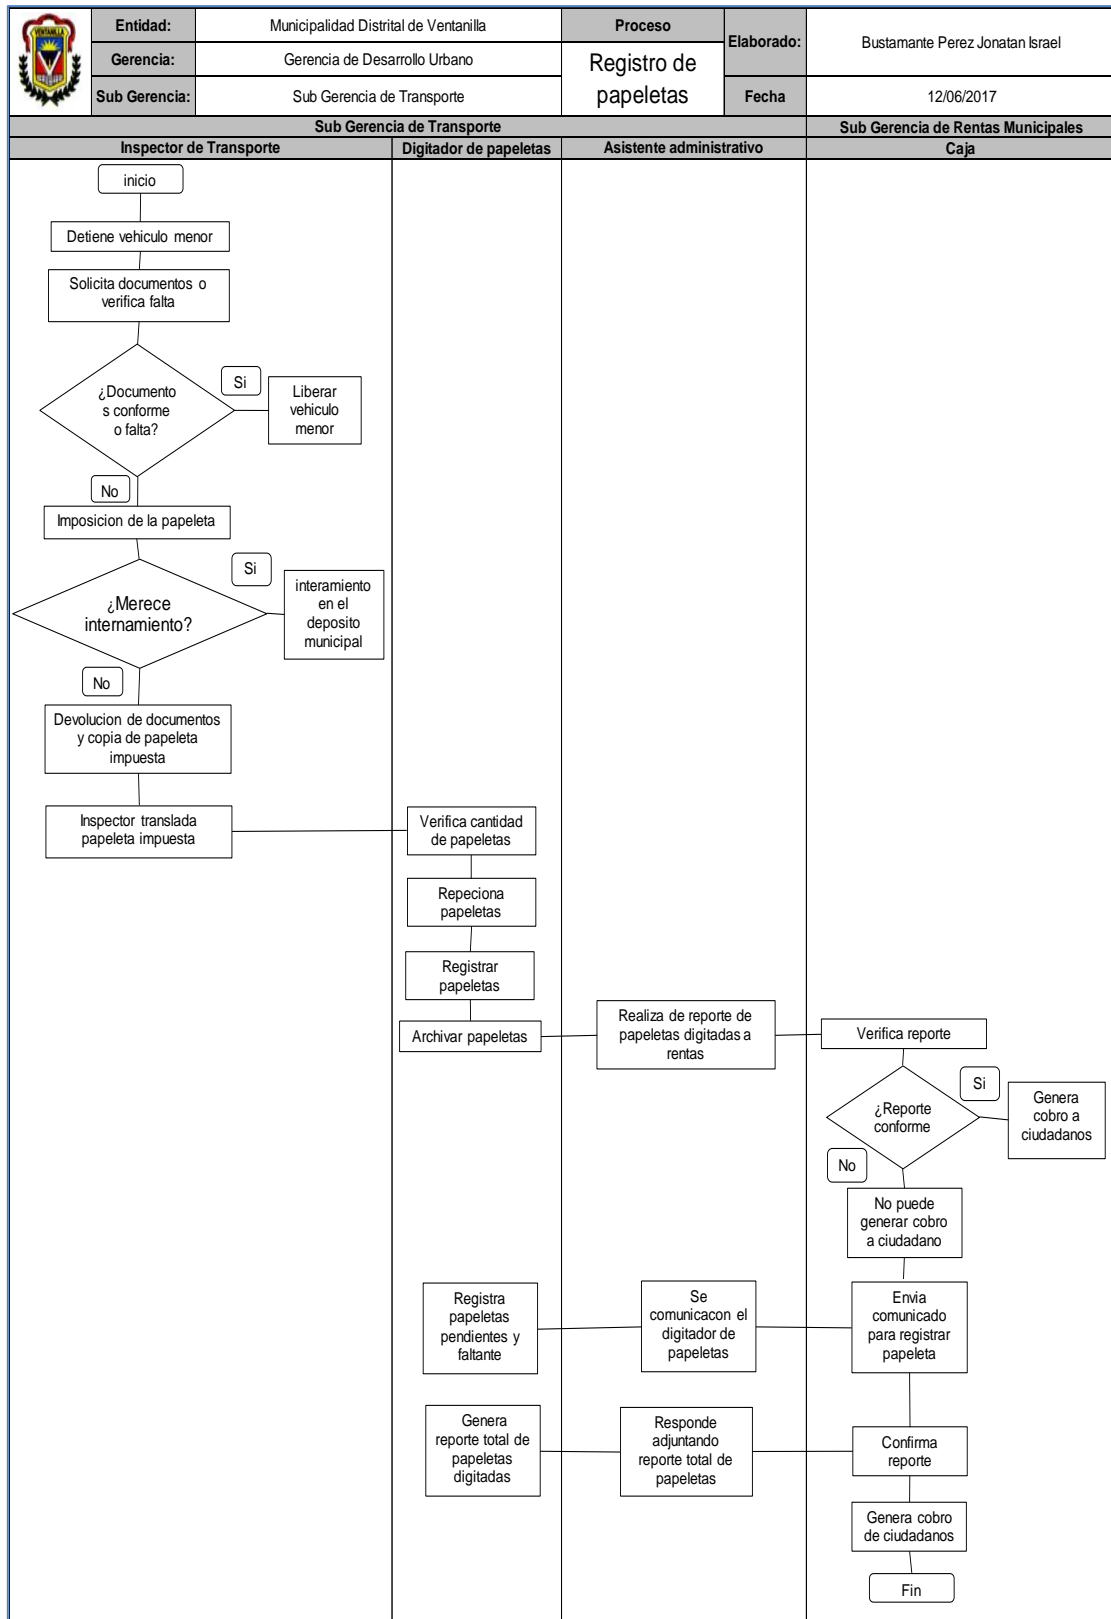 VENTANILLA
Entidad:
Municipalidad Distrital de Ventanilla
Proceso
Elaborado:
Bustamante Perez Jonatan Israel
Gerencia:
Gerencia de Desarrollo Urbano
Registro de
papeletas
Sub Gerencia:
Sub Gerencia de Transporte
Fecha
12/06/2017
Sub Gerencia de Transporte
Sub Gerencia de Rentas Municipales
Inspector de Transporte
Digitador de papeletas
Asistente administrativo
Caja
inicio
Detiene vehiculo menor
Solicita documentos o
verifica falta
¿Documento
s conforme
o falta?
Si
Liberar
vehiculo
menor
No
Imposicion de la papeleta
¿Merece
internamiento?
Si
interamiento
en el
deposito
municipal
No
Devolucion de documentos
y copia de papeleta
impuesta
Inspector translada
papeleta impuesta
Verifica cantidad
de papeletas
Repeciona
papeletas
Registrar
papeletas
Archivar papeletas
Realiza de reporte de
papeletas digitadas a
rentas
Verifica reporte
¿Reporte
conforme
Si
Genera
cobro a
ciudadanos
No
No puede
generar cobro
a ciudadano
Envia
comunicado
para registrar
papeleta
Se
comunicacon el
digitador de
papeletas
Registra
papeletas
pendientes y
faltante
Genera
reporte total de
papeletas
digitadas
Responde
adjuntando
reporte total de
papeletas
Confirma
reporte
Genera cobro
de ciudadanos
Fin